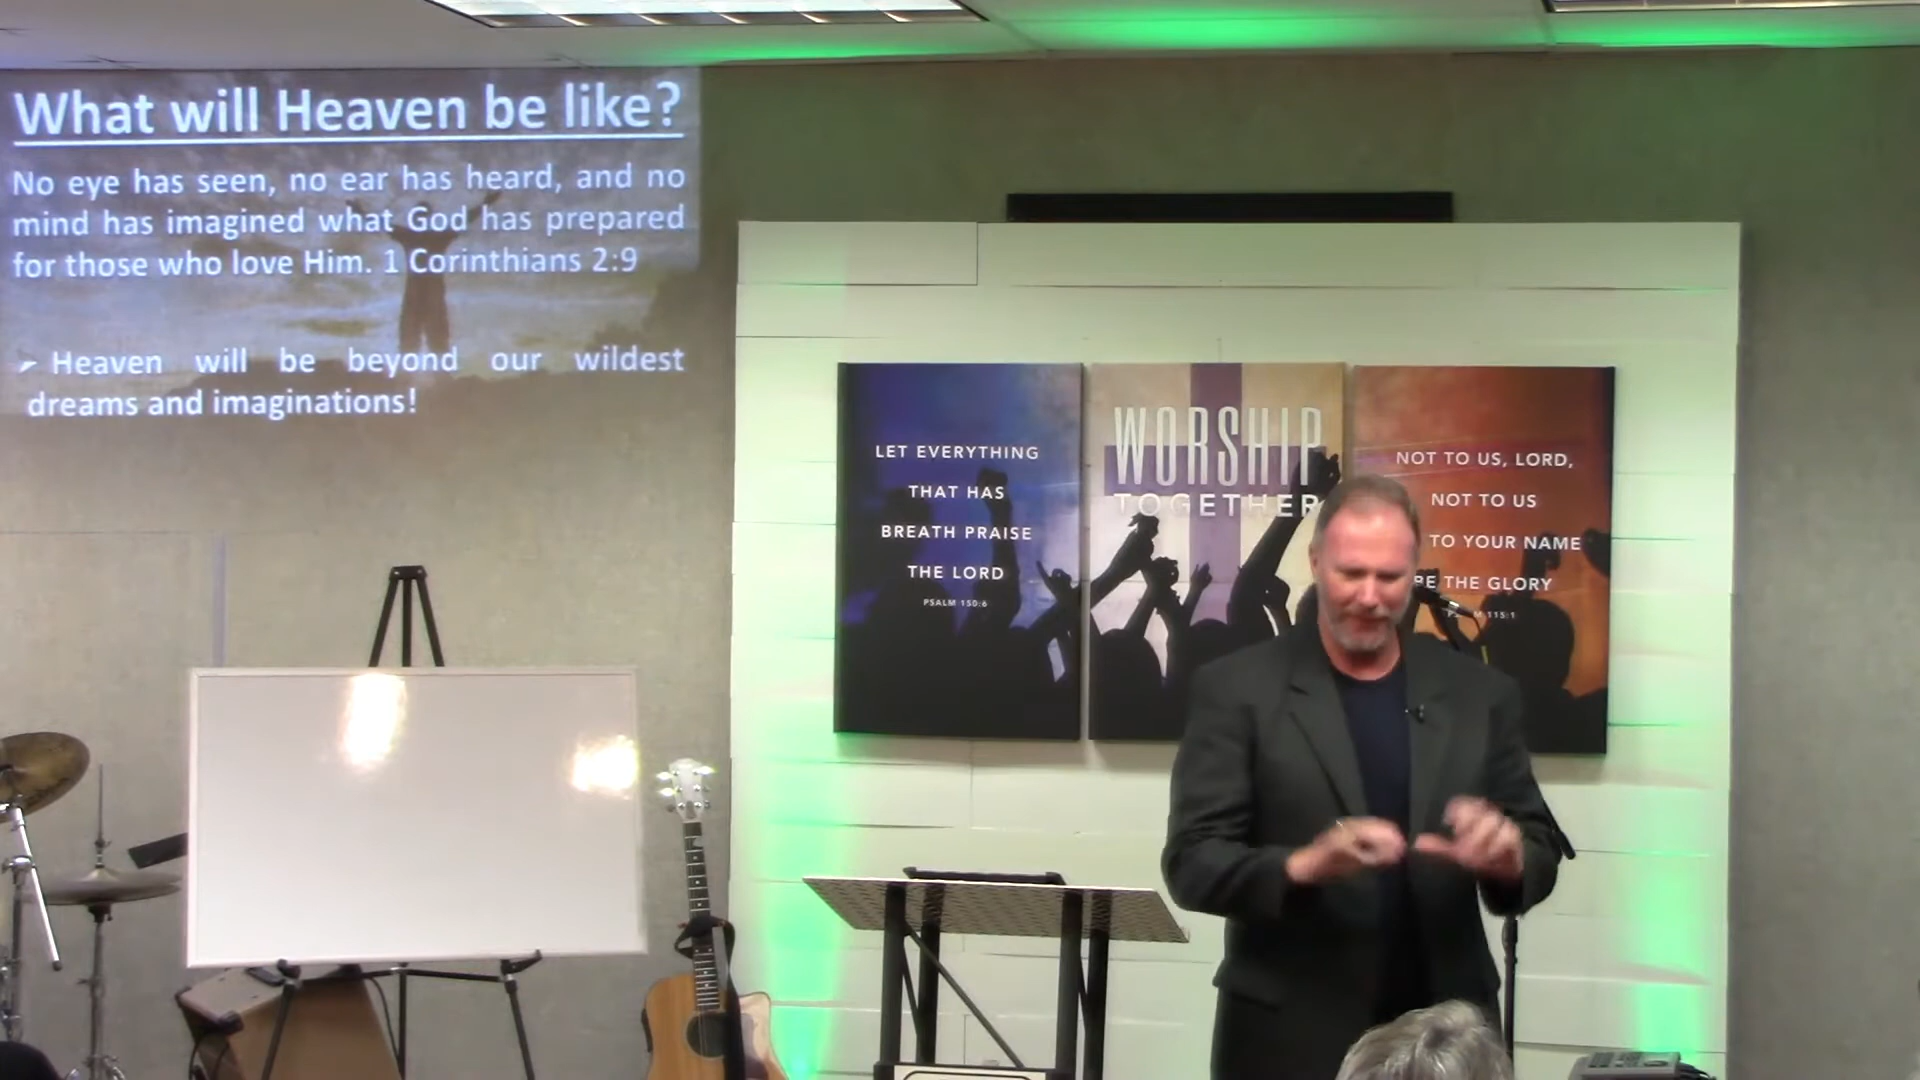 What will Heaven be like?
No eye has seen, no ear has heard, and no
mind has imagined what God has prepared
for those who love Him. 1 Corinthians 2:9
➢ Heaven will be beyond our wildest
dreams and imaginations!
LET EVERYTHING
THAT HAS
BREATH PRAISE
THE LORD
PSALM 150:6
WORSHIP
TOGETHER
NOT TO US, LORD,
NOT TO US
TO YOUR NAME
BE THE GLORY
115:1